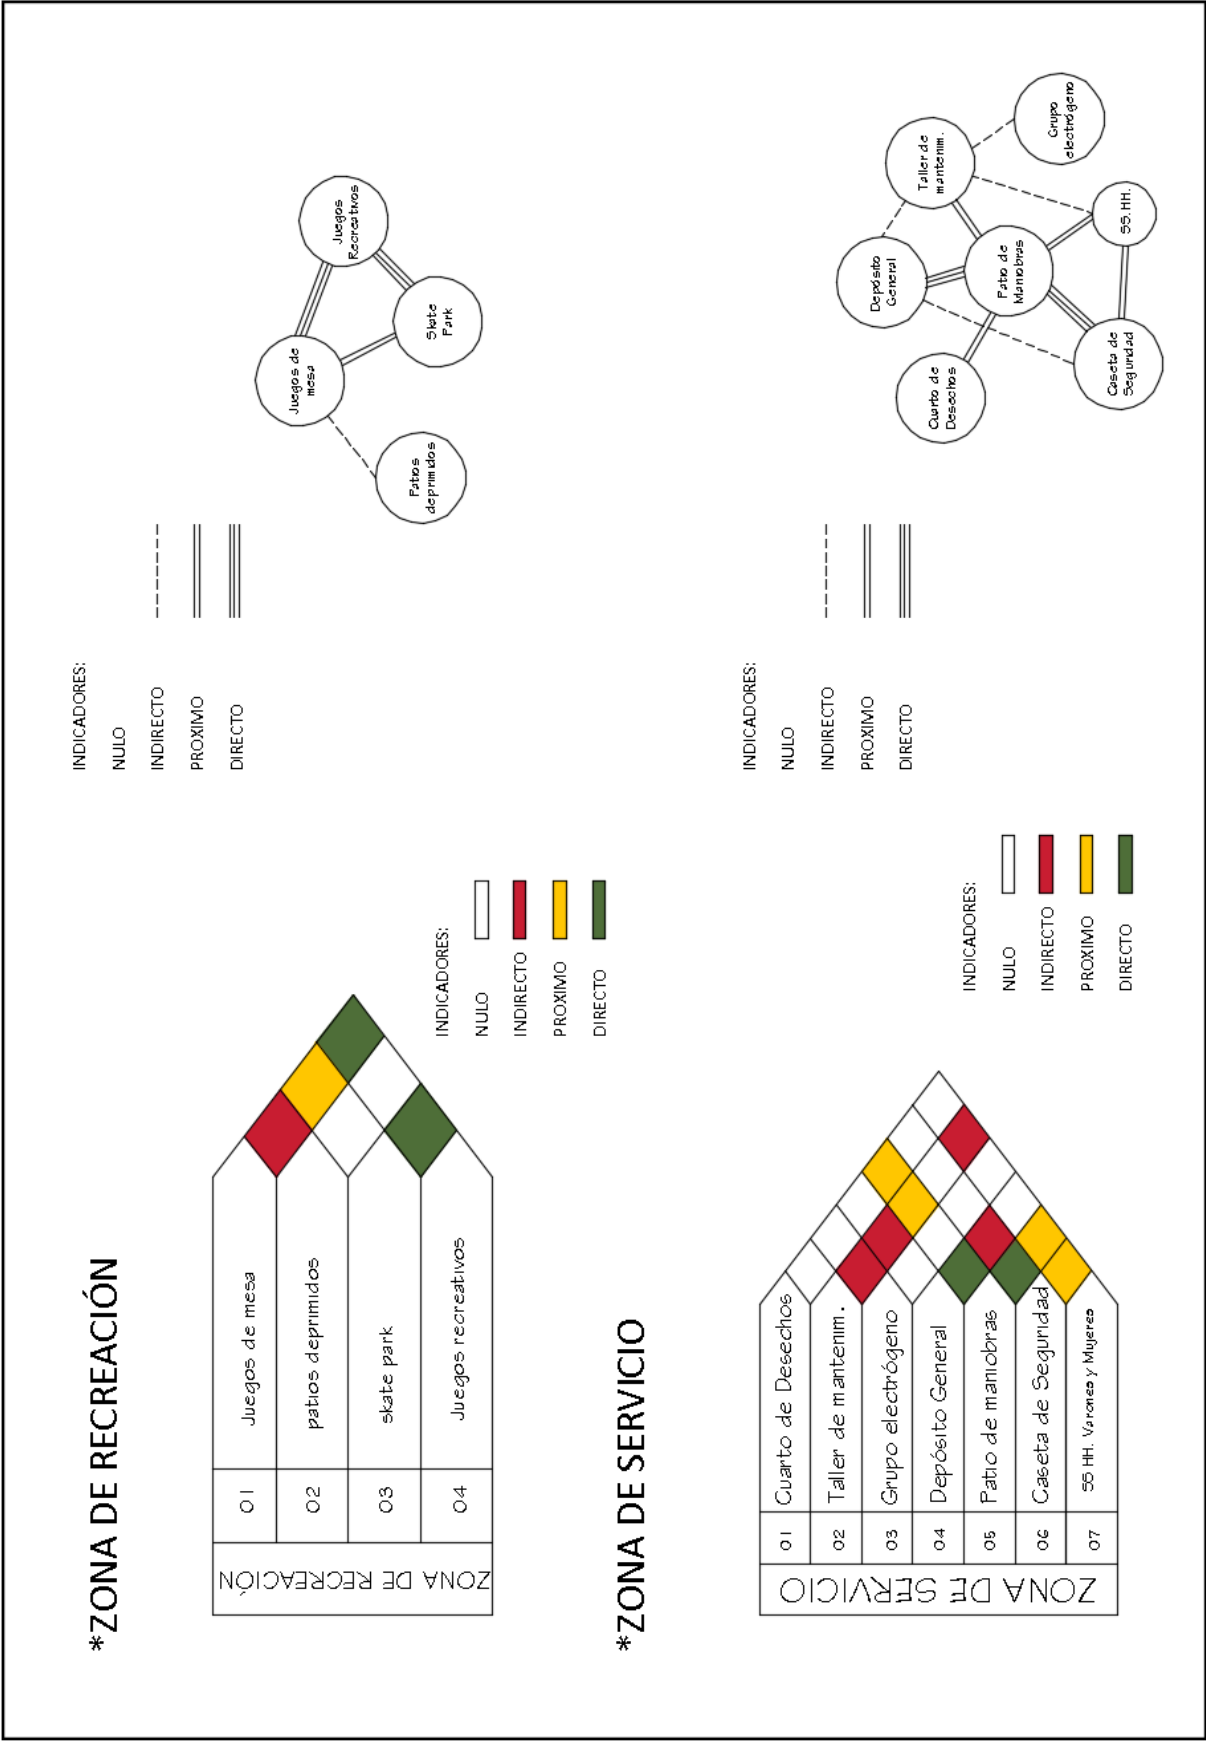 *ZONA DE RECREACIÓN
ZONA DE RECREACIÓN
01 Juegos de mesa
02 patios deprimidos
03 skate park
04 Juegos recreativos
INDICADORES:
NULO
INDIRECTO
PROXIMO
DIRECTO
INDICADORES:
NULO
INDIRECTO
PROXIMO
DIRECTO
Juegos de
mesa
Juegos
Recreativos
Skate
Park
Patios
deprimidos
*ZONA DE SERVICIO
ZONA DE SERVICIO
01 Cuarto de Desechos
02 Taller de mantenim.
03 Grupo electrógeno
04 Depósito General
05 Patio de maniobras
06 Caseta de Seguridad
07 SS HH. Varones y Mujeres
INDICADORES:
NULO
INDIRECTO
PROXIMO
DIRECTO
INDICADORES:
NULO
INDIRECTO
PROXIMO
DIRECTO
Depósito
General
Taller de
mantenim.
Grupo
electrógeno
Cuarto de
Desechos
Patio de
Maniobras
SS.HH.
Caseta de
Seguridad